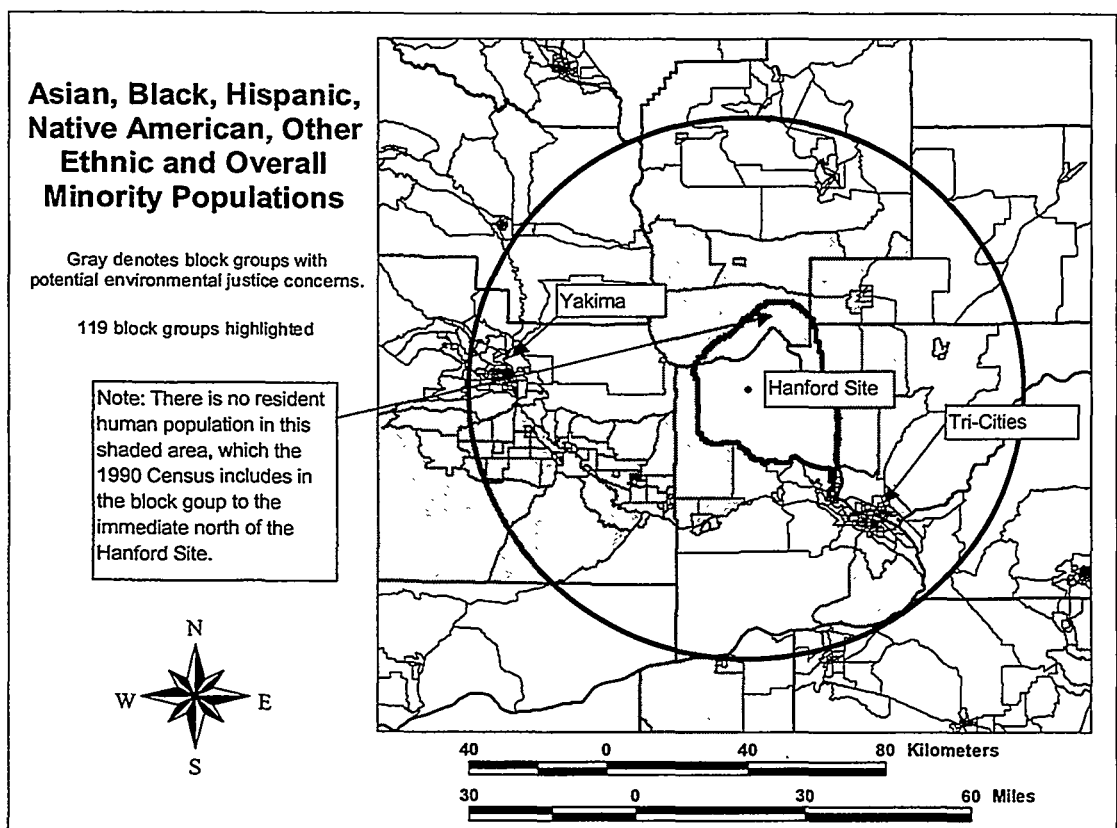 Asian, Black, Hispanic,
Native American, Other
Ethnic and Overall
Minority Populations
Gray denotes block groups with
potential environmental justice concerns.
119 block groups highlighted
Note: There is no resident
human population in this
shaded area, which the
1990 Census includes in
the block goup to the
immediate north of the
Hanford Site.
Yakima
Hanford Site
Tri-Cities
N
W E
S
40 0 40 80 Kilometers
30 0 30 60 Miles